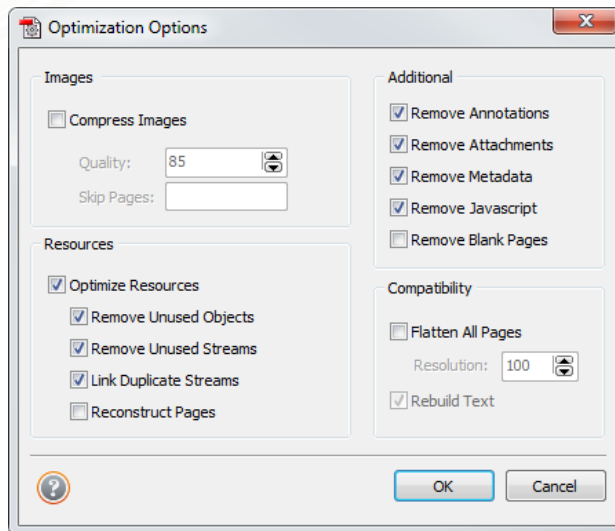 Optimization Options
Images
Compress Images
Quality: 85
Skip Pages:
Resources
Optimize Resources
Remove Unused Objects
Remove Unused Streams
Link Duplicate Streams
Reconstruct Pages
Additional
Remove Annotations
Remove Attachments
Remove Metadata
Remove Javascript
Remove Blank Pages
Compatibility
Flatten All Pages
Resolution: 100
Rebuild Text
?
OK
Cancel